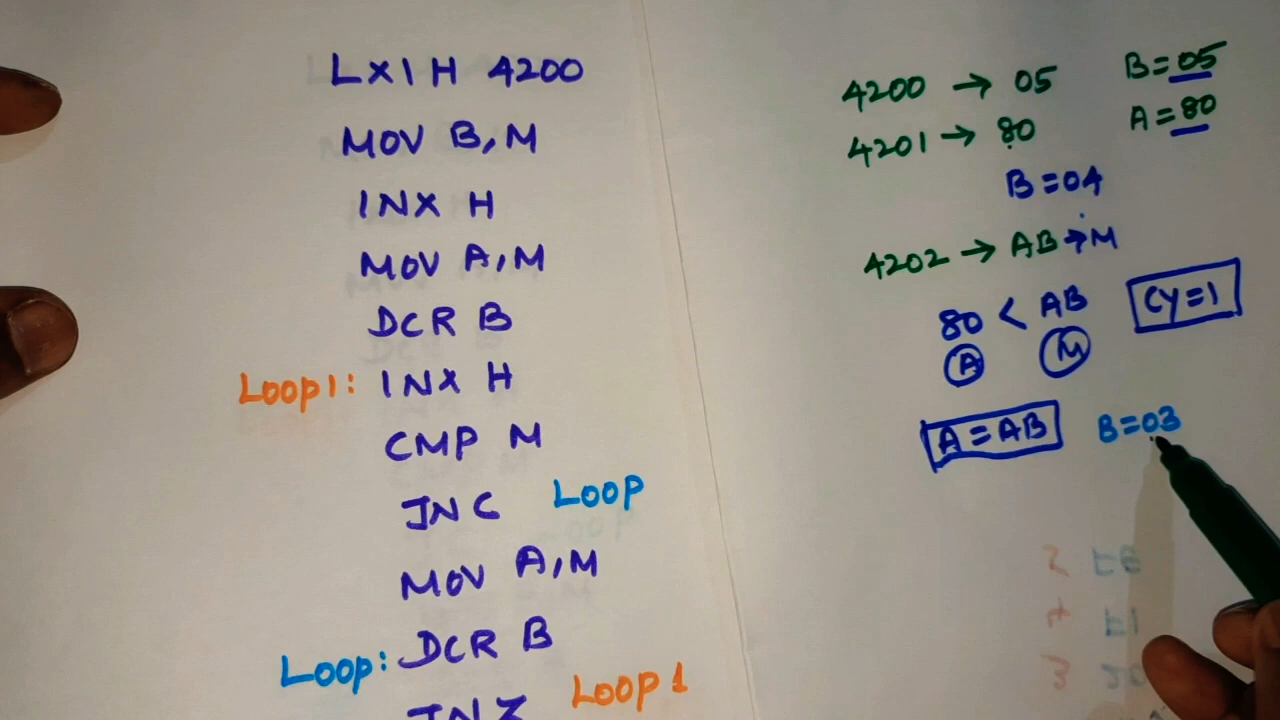 LXI H 4200
MOV B,M
INX H
MOV A,M
DCR B
Loop1: INX H
CMP M
JNC LOOP
MOV A,M
Loop: DCR B
JNZ LOOP1
4200 → 05
B=05
4201 → 80
A=80
B=04
4202 → AB→M
80 < AB
CY=1
A M
A=AB
B=03